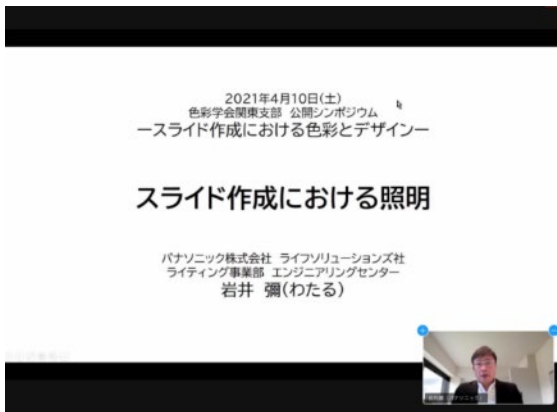 2021年4月10日(土)
色彩学会関東支部 公開シンポジウム
ースライド作成における色彩とデザインー
スライド作成における照明
パナソニック株式会社 ライフソリューションズ社
ライティング事業部 エンジニアリングセンター
岩井 彌(わたる)